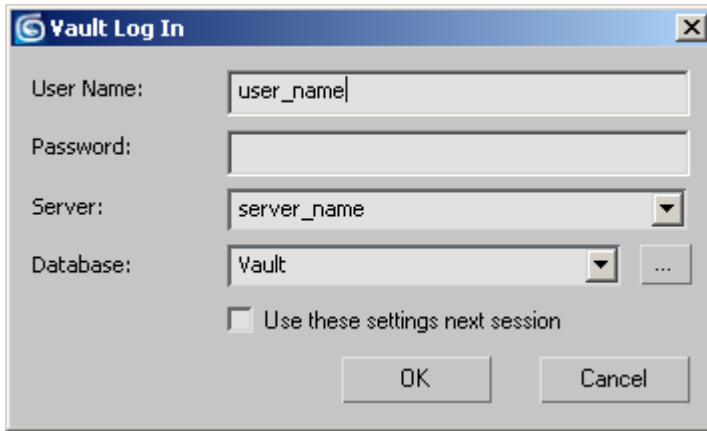 Vault Log In
User Name: user_name
Password:
Server: server_name
Database: Vault ...
Use these settings next session
OK Cancel